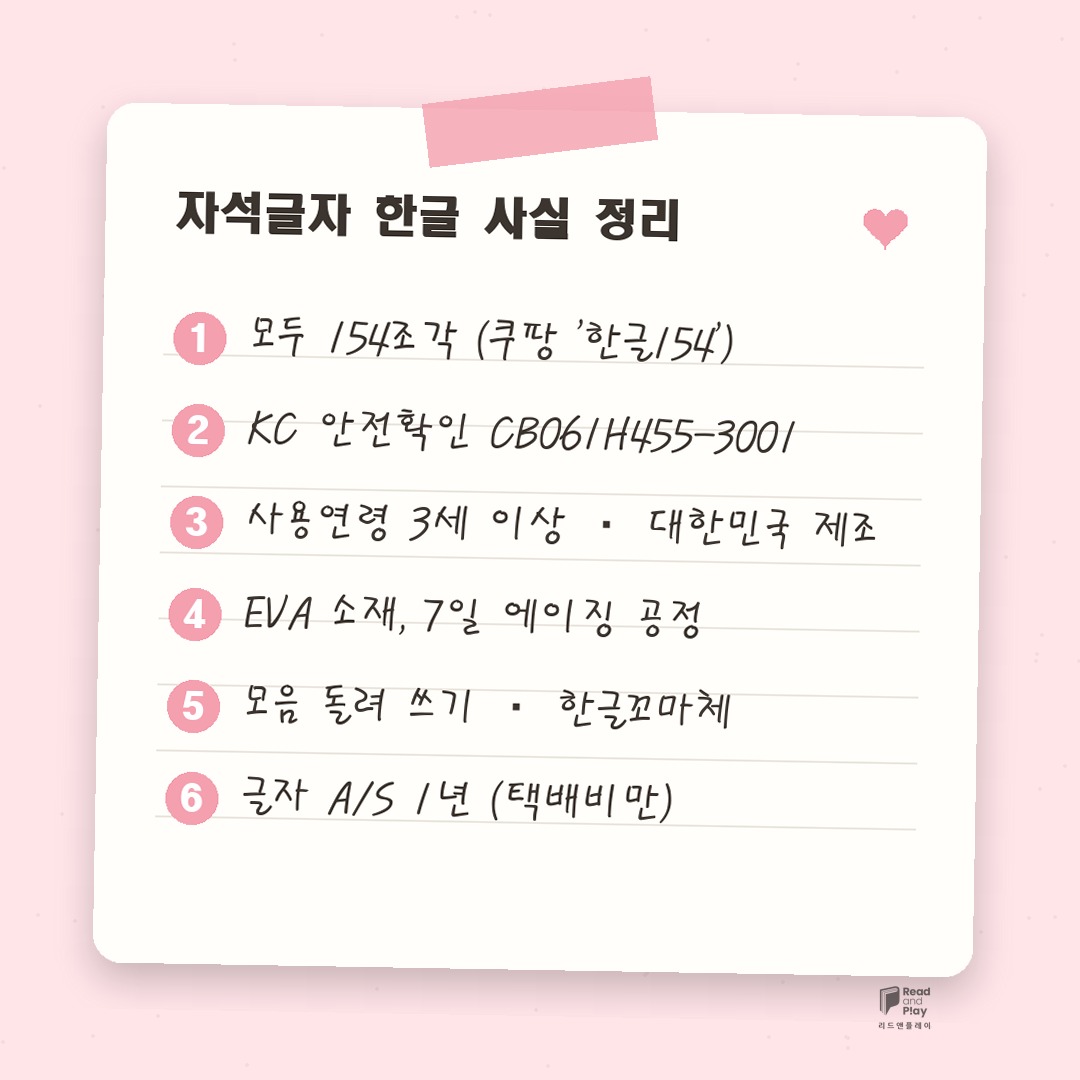 자석글자 한글 사실 정리
1 모두 154조각 (쿠팡 '한글154')
2 KC 안전확인 CB061H455-3001
3 사용연령 3세 이상 · 대한민국 제조
4 EVA 소재, 7일 에이징 공정
5 모음 돌려 쓰기 · 한글꼬마체
6 글자 A/S 1년 (택배비만)
Read
and
Play
리드앤플레이